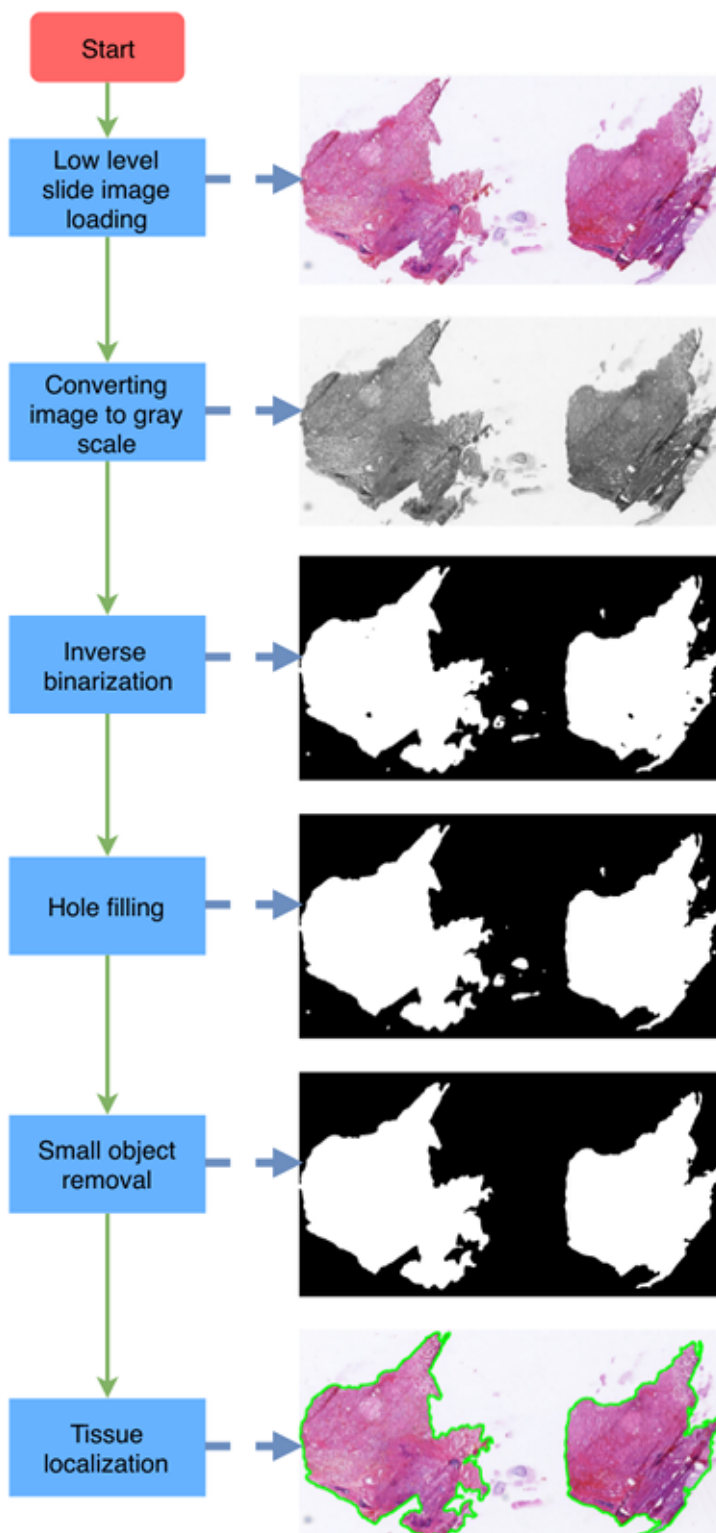 Start
Low level
slide image
loading
Converting
image to gray
scale
Inverse
binarization
Hole filling
Small object
removal
Tissue
localization